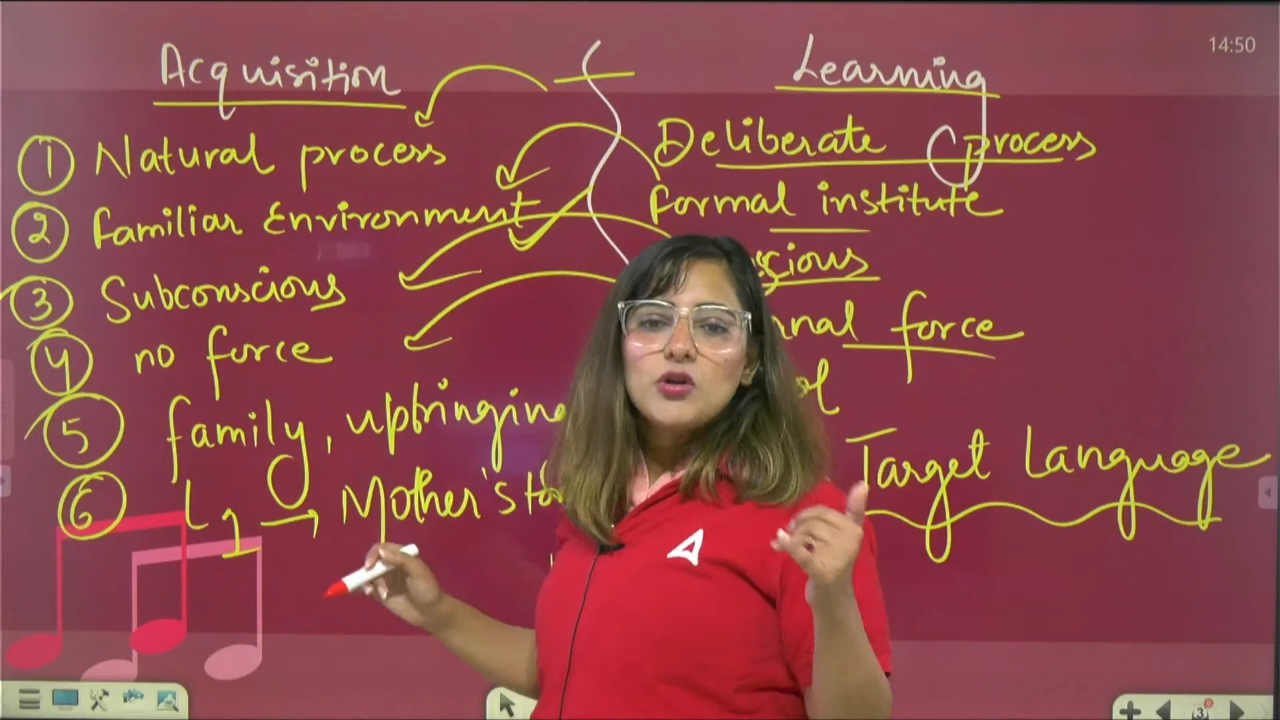 14:50
Acquisition
Learning
① Natural process
Deliberate process
② Familiar Environment
formal institute
③ Subconscious
④ no force
force
⑤ family, upbringing
⑥ L1 → Mother's
Target Language
3